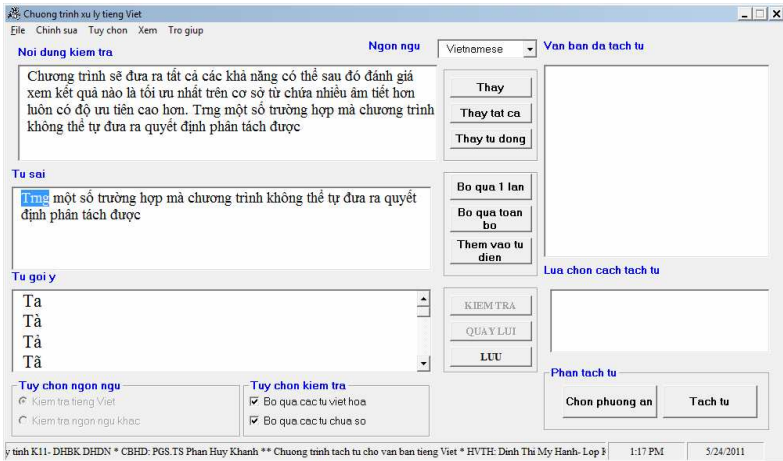 Chuong trinh xu ly tieng Viet
File Chinh sua Tuy chon Xem Tro giup
Noi dung kiem tra
Ngon ngu
Vietnamese
Van ban da tach tu
Chương trình sẽ đưa ra tất cả các khả năng có thể sau đó đánh giá
xem kết quả nào là tối ưu nhất trên cơ sở từ chứa nhiều âm tiết hơn
luôn có độ ưu tiên cao hơn. Trng một số trường hợp mà chương trình
không thể tự đưa ra quyết định phân tách được
Thay
Thay tat ca
Thay tu dong
Tu sai
Trng một số trường hợp mà chương trình không thể tự đưa ra quyết
định phân tách được
Bo qua 1 lan
Bo qua toan
bo
Them vao tu
dien
Lua chon cach tach tu
Tu goi y
Ta
Tà
Tả
Tã
KIEM TRA
QUAY LUI
LUU
Phan tach tu
Chon phuong an
Tach tu
Tuy chon ngon ngu
Kiem tra tieng Viet
Kiem tra ngon ngu khac
Tuy chon kiem tra
Bo qua cac tu viet hoa
Bo qua cac tu chua so
y tinh K11- DHBK DHDN * CBHD: PGS.TS Phan Huy Khanh ** Chuong trinh tach tu cho van ban tieng Viet * HVTH: Dinh Thi My Hanh- Lop
1:17 PM
5/24/2011